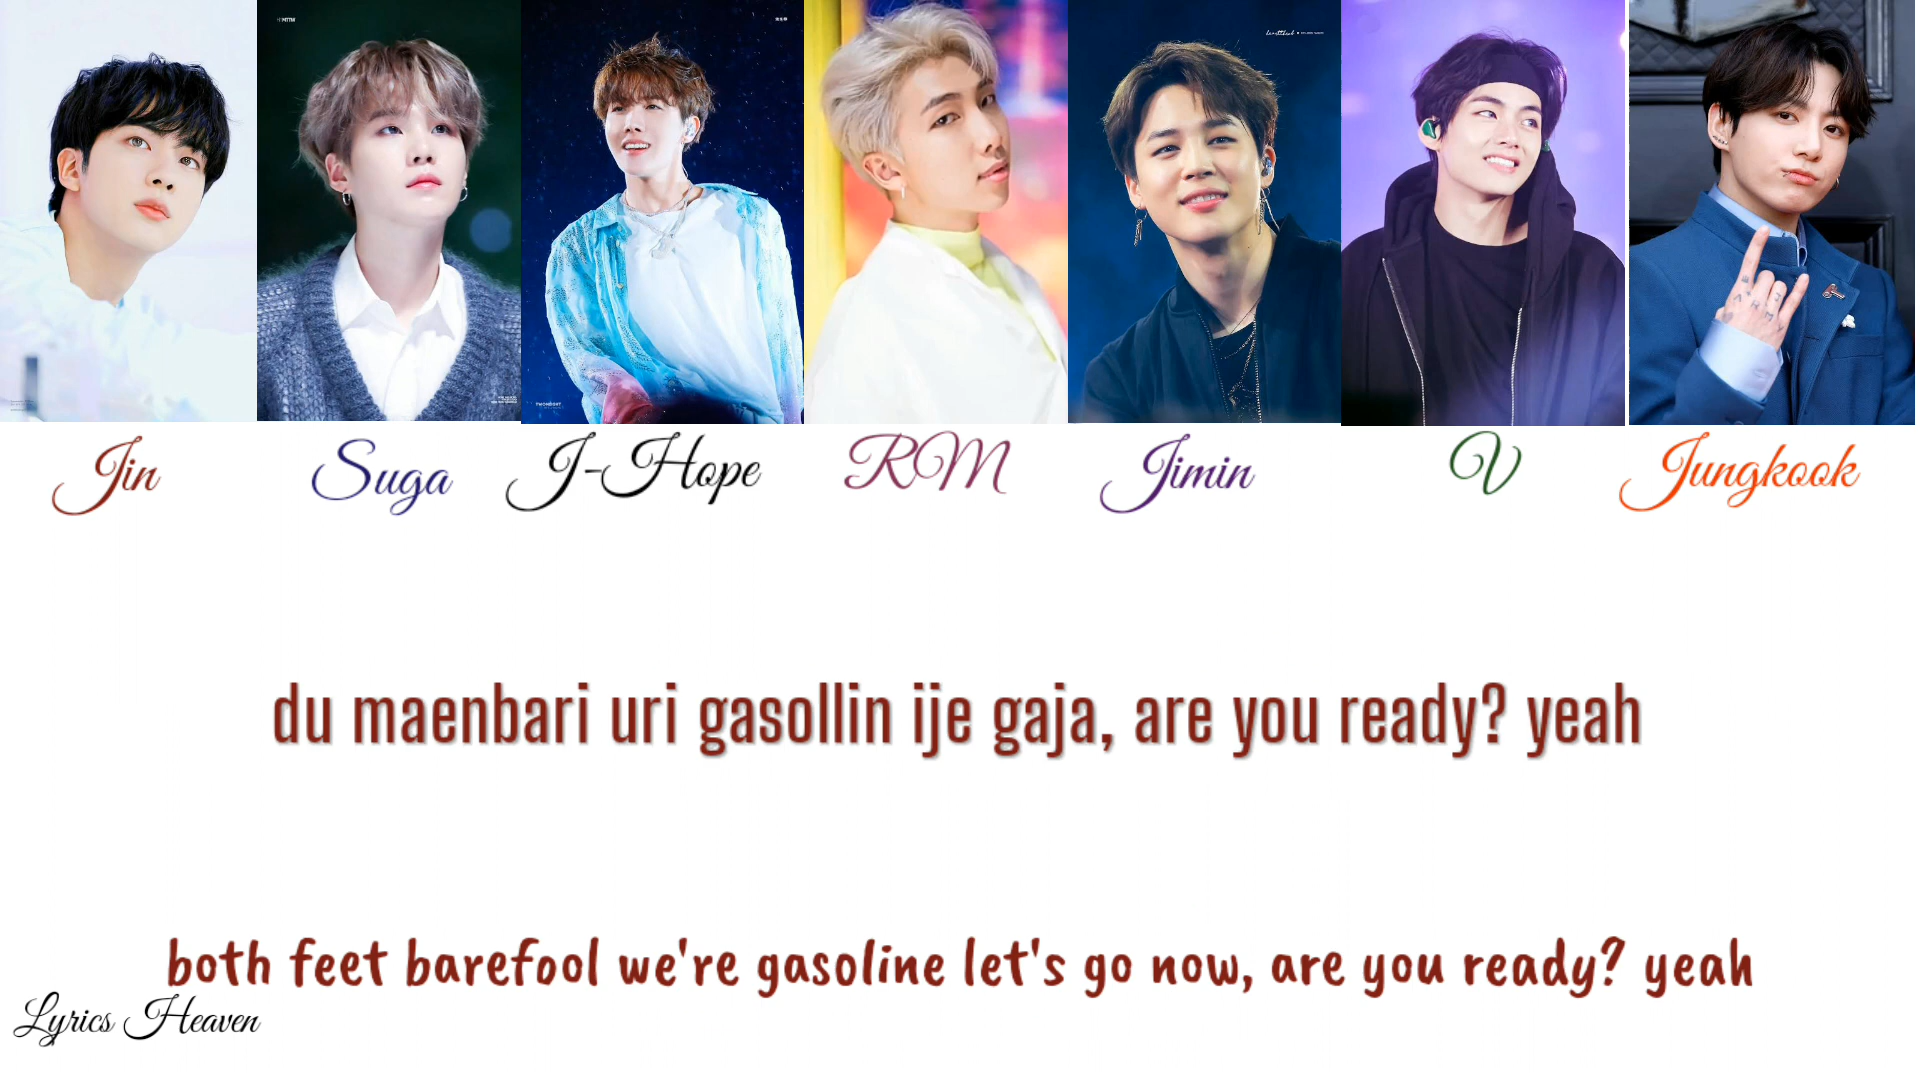 Jin
Suga
J-Hope
RM
Jimin
V
Jungkook
du maenbari uri gasollin ije gaja, are you ready? yeah
both feet barefool we're gasoline let's go now, are you ready? yeah
Lyrics Heaven